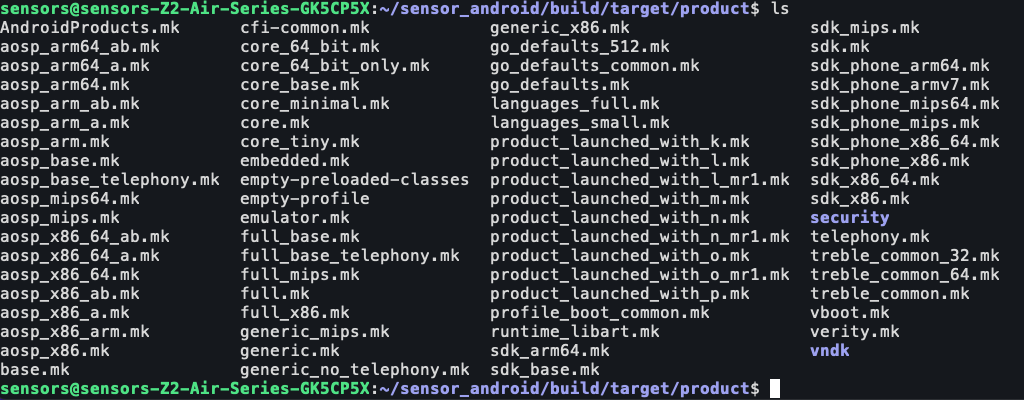 sensors@sensors-Z2-Air-Series-GK5CP5X:~/sensor_android/build/target/product$ ls
AndroidProducts.mk cfi-common.mk generic_x86.mk sdk_mips.mk
aosp_arm64_ab.mk core_64_bit.mk go_defaults_512.mk sdk.mk
aosp_arm64_a.mk core_64_bit_only.mk go_defaults_common.mk sdk_phone_arm64.mk
aosp_arm64.mk core_base.mk go_defaults.mk sdk_phone_armv7.mk
aosp_arm_ab.mk core_minimal.mk languages_full.mk sdk_phone_mips64.mk
aosp_arm_a.mk core.mk languages_small.mk sdk_phone_mips.mk
aosp_arm.mk core_tiny.mk product_launched_with_k.mk sdk_phone_x86_64.mk
aosp_base.mk embedded.mk product_launched_with_l.mk sdk_phone_x86.mk
aosp_base_telephony.mk empty-preloaded-classes product_launched_with_l_mr1.mk sdk_x86_64.mk
aosp_mips64.mk empty-profile product_launched_with_m.mk sdk_x86.mk
aosp_mips.mk emulator.mk product_launched_with_n.mk security
aosp_x86_64_ab.mk full_base.mk product_launched_with_n_mr1.mk telephony.mk
aosp_x86_64_a.mk full_base_telephony.mk product_launched_with_o.mk treble_common_32.mk
aosp_x86_64.mk full_mips.mk product_launched_with_o_mr1.mk treble_common_64.mk
aosp_x86_ab.mk full.mk product_launched_with_p.mk treble_common.mk
aosp_x86_a.mk full_x86.mk profile_boot_common.mk vboot.mk
aosp_x86_arm.mk generic_mips.mk runtime_libart.mk verity.mk
aosp_x86.mk generic.mk sdk_arm64.mk vndk
base.mk generic_no_telephony.mk sdk_base.mk
sensors@sensors-Z2-Air-Series-GK5CP5X:~/sensor_android/build/target/product$